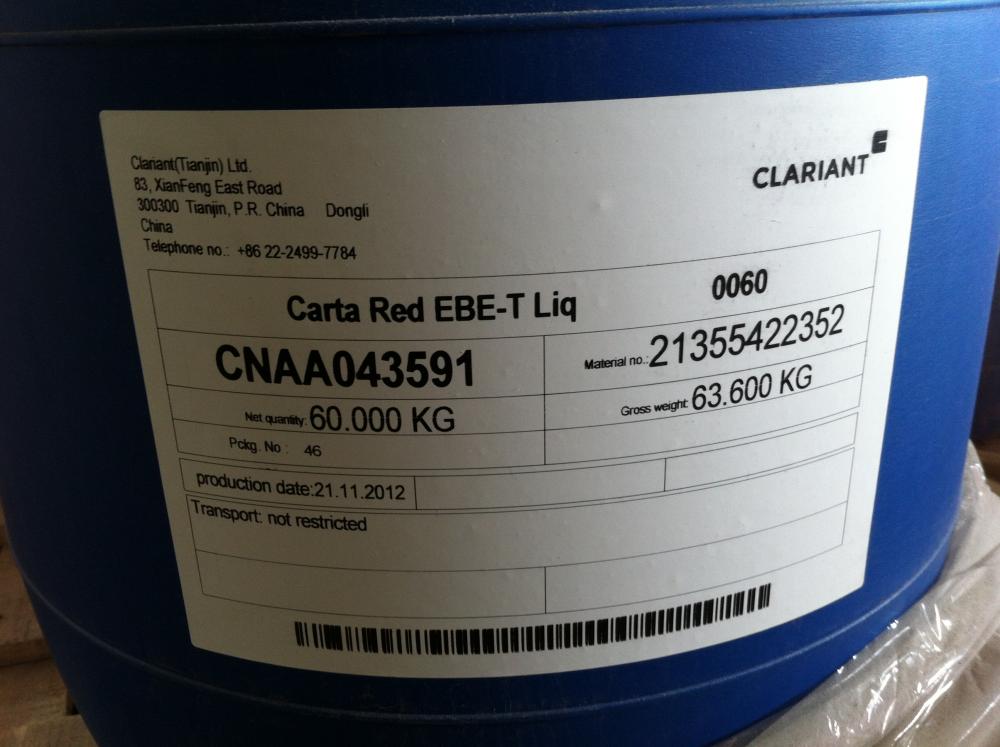 Clariant(Tianjin) Ltd.
83, XianFeng East Road
300300 Tianjin, P.R. China Dongli
China
Telephone no.: +86 22-2499-7784
CLARIANT
Carta Red EBE-T Liq 0060
CNAA043591 Material no.: 21355422352
Net quantity: 60.000 KG Gross weight: 63.600 KG
Pckg. No : 46
production date:21.11.2012
Transport: not restricted